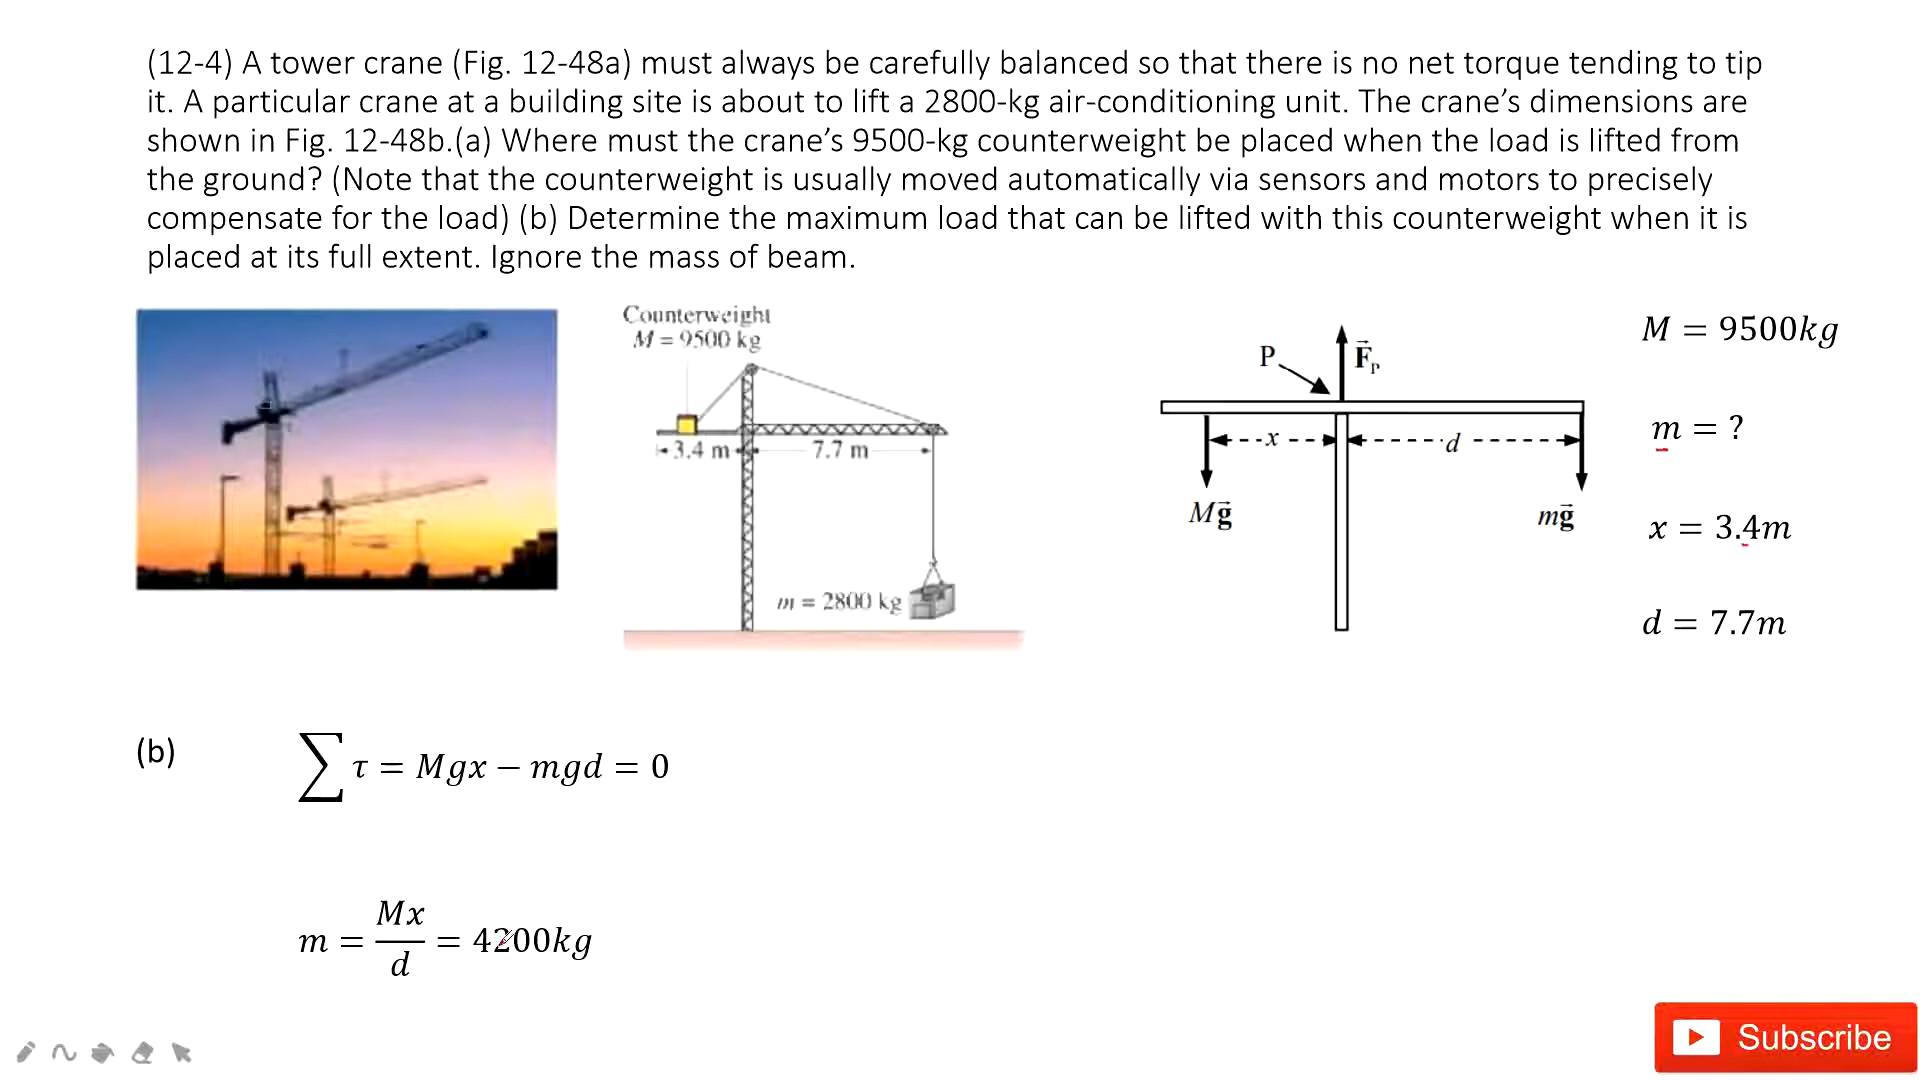 (12-4) A tower crane (Fig. 12-48a) must always be carefully balanced so that there is no net torque tending to tip
it. A particular crane at a building site is about to lift a 2800-kg air-conditioning unit. The crane's dimensions are
shown in Fig. 12-48b.(a) Where must the crane's 9500-kg counterweight be placed when the load is lifted from
the ground? (Note that the counterweight is usually moved automatically via sensors and motors to precisely
compensate for the load) (b) Determine the maximum load that can be lifted with this counterweight when it is
placed at its full extent. Ignore the mass of beam.
Counterweight
M = 9500 kg
3.4 m
7.7 m
m = 2800 kg
P
F⃗ₚ
x
d
Mg⃗
mg⃗
M = 9500kg
m = ?
x = 3.4m
d = 7.7m
(b)
∑ τ = Mgx − mgd = 0
m = Mx/d = 4200kg
Subscribe